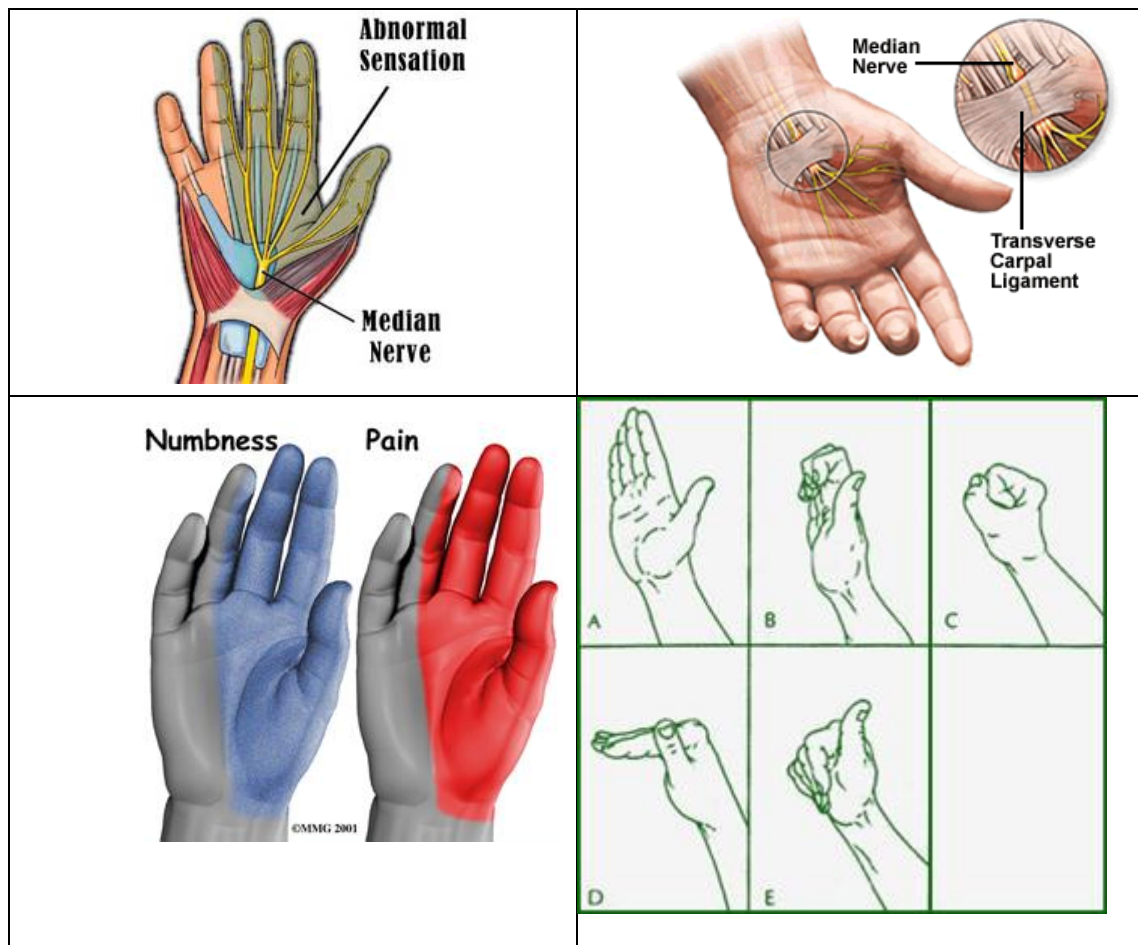 Abnormal
Sensation
Median
Nerve
Median
Nerve
Transverse
Carpal
Ligament
Numbness
Pain
©MMG 2001
A
B
C
D
E